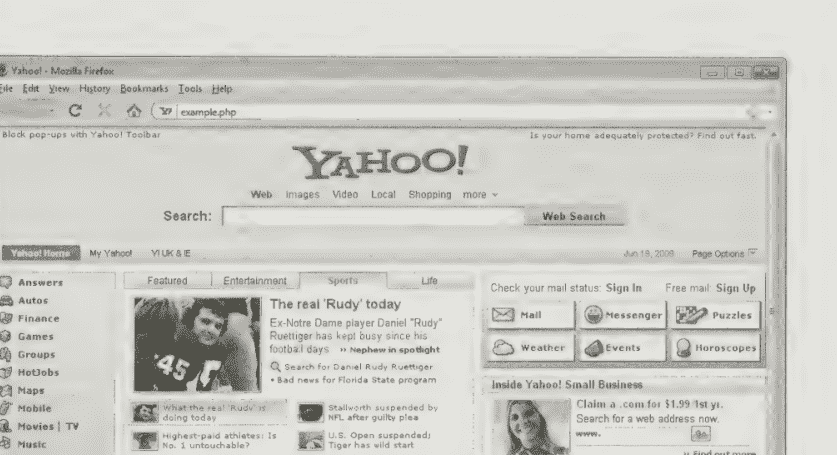 Yahoo! - Mozilla Firefox
File Edit View History Bookmarks Tools Help
example.php
Block pop-ups with Yahoo! Toolbar
Is your home adequately protected? Find out fast.
YAHOO!
Web Images Video Local Shopping more
Search: Web Search
Yahoo! Home My Yahoo! Page Options
Answers
Autos
Finance
Games
Groups
HotJobs
Maps
Mobile
Movies | TV
Music
Featured Entertainment Sports Life
The real 'Rudy' today
Ex-Notre Dame player Daniel "Rudy"
Ruettiger has kept busy since his
football days. » Nephew in spotlight
Search for Daniel Rudy Ruettiger
• Bad news for Florida State program
What the real 'Rudy' is
doing today
Stallworth suspended by
NFL after guilty plea
Highest-paid athletes: Is
No. 1 untouchable?
U.S. Open suspended;
Tiger has wild start
Check your mail status: Sign In Free mail: Sign Up
Mail Messenger Puzzles
Weather Events Horoscopes
Inside Yahoo! Small Business
Claim a .com for $1.99 1st yr.
Search for a web address now.
www. Go
» Find out more